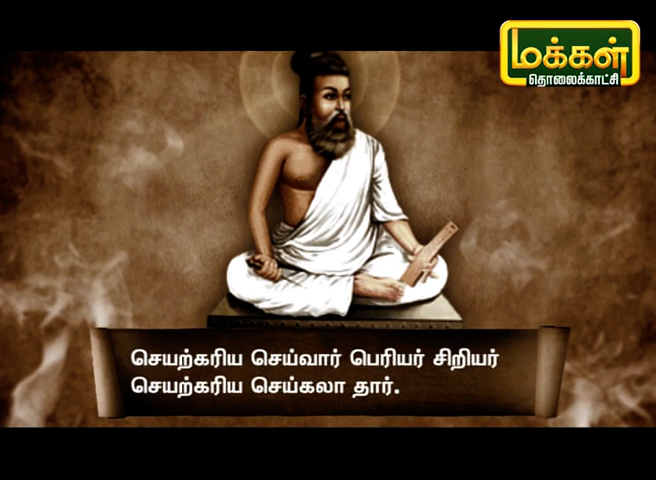 மக்கள்
தொலைக்காட்சி
செயற்கரிய செய்வார் பெரியர் சிறியர்
செயற்கரிய செய்கலா தார்.